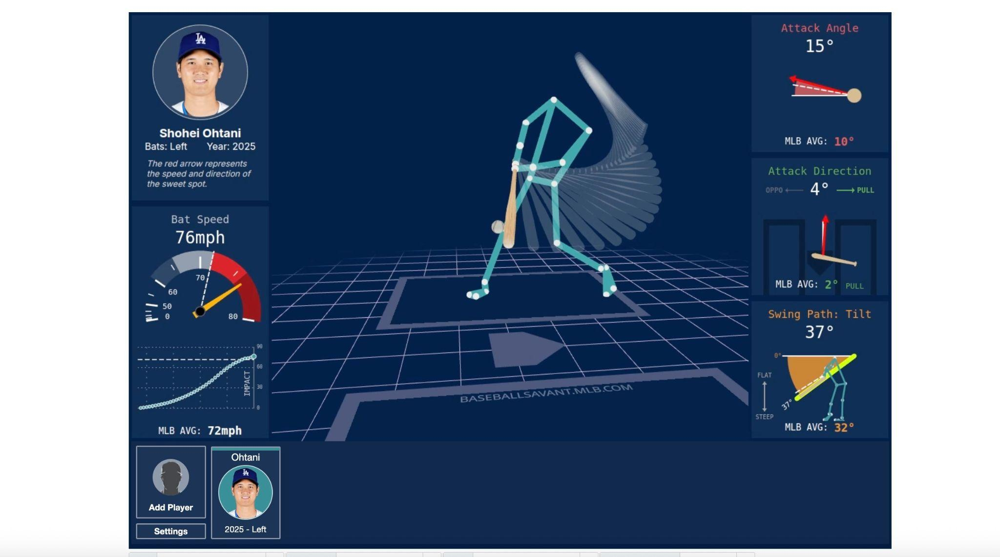 LA
Shohei Ohtani
Bats: Left Year: 2025
The red arrow represents
the speed and direction of
the sweet spot.
Bat Speed
76mph
70
60
50
0
80
90
60
30
0
IMPACT
MLB AVG: 72mph
BASEBALLSAVANT.MLB.COM
Attack Angle
15°
MLB AVG: 10°
Attack Direction
OPPO 4° PULL
MLB AVG: 2° PULL
Swing Path: Tilt
37°
0°
FLAT
STEEP
37°
MLB AVG: 32°
Add Player
Settings
Ohtani
LA
2025 - Left